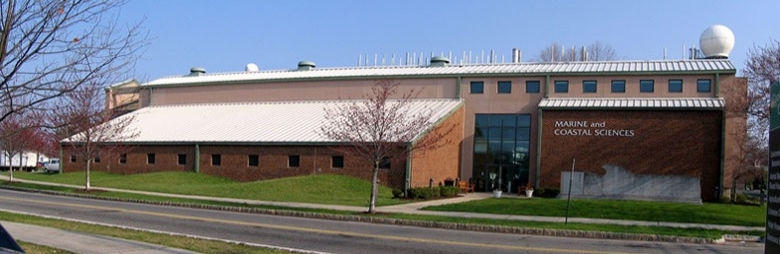 MARINE and
COASTAL SCIENCES